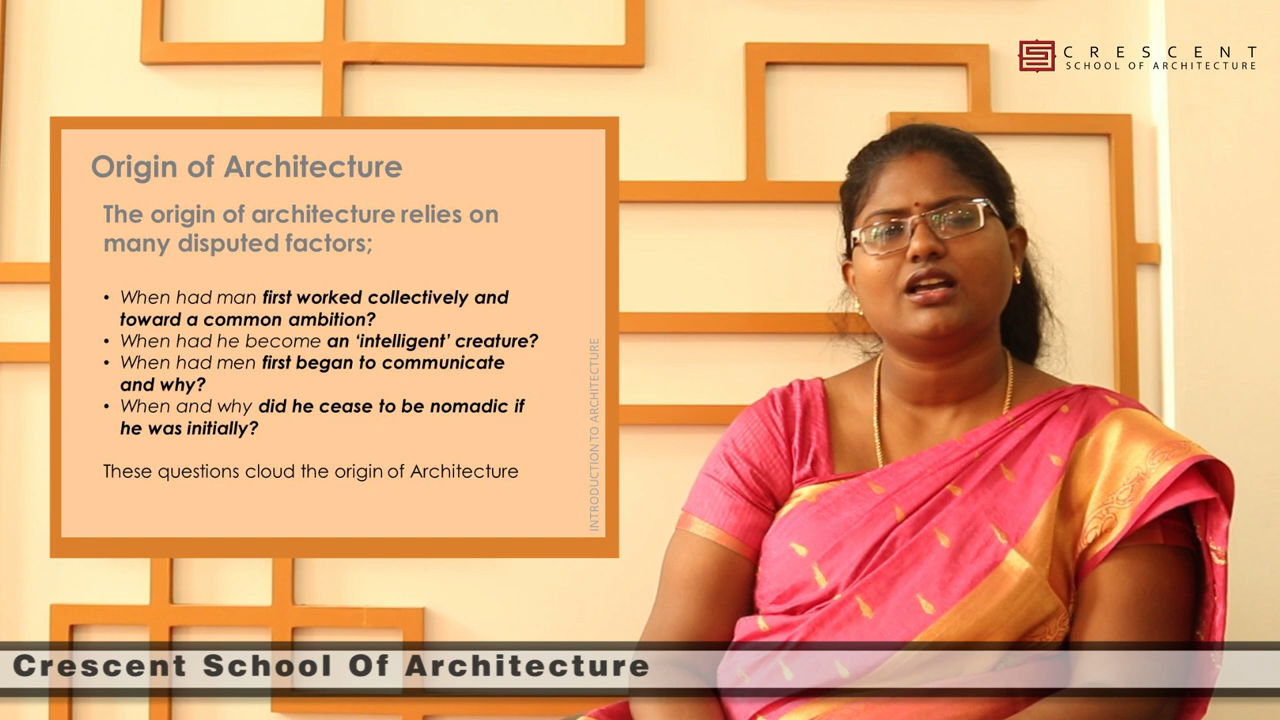 CRESCENT
SCHOOL OF ARCHITECTURE
Origin of Architecture
The origin of architecture relies on
many disputed factors;
• When had man first worked collectively and
toward a common ambition?
• When had he become an ‘intelligent’ creature?
• When had men first began to communicate
and why?
• When and why did he cease to be nomadic if
he was initially?
These questions cloud the origin of Architecture
INTRODUCTION TO ARCHITECTURE
Crescent School Of Architecture